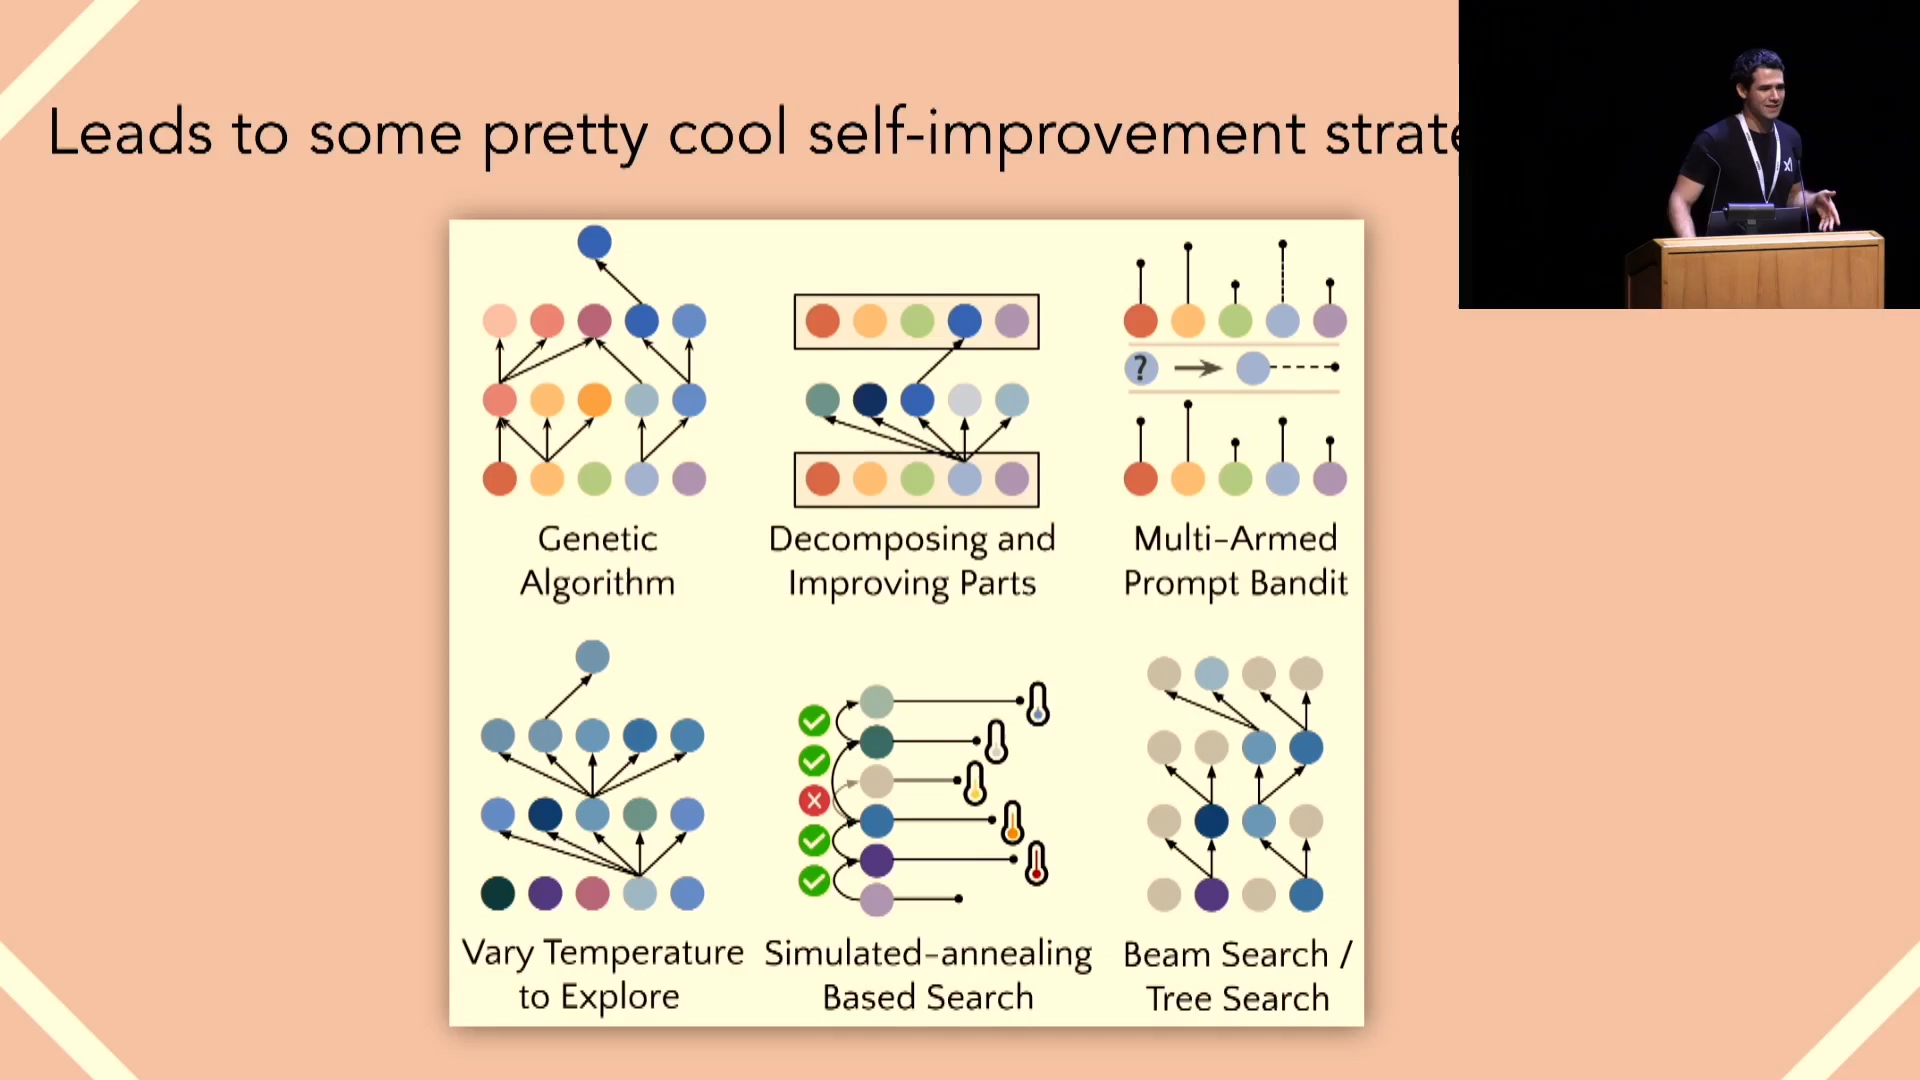 Leads to some pretty cool self-improvement strate
Genetic
Algorithm
Decomposing and
Improving Parts
?
Multi-Armed
Prompt Bandit
Vary Temperature
to Explore
Simulated-annealing
Based Search
Beam Search /
Tree Search